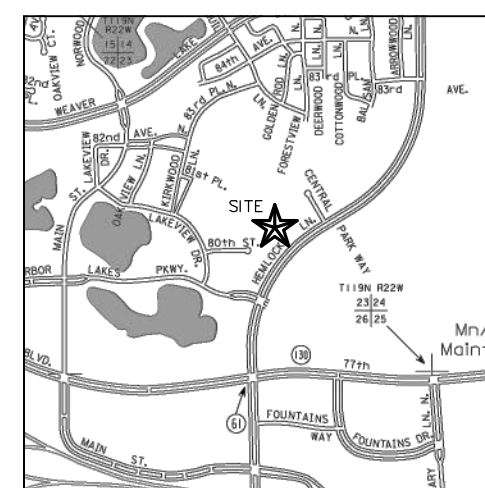 T119N
R22W
15 14
22 23
OAKVIEW CT.
NORWOOD
LAKE
AVE.
84th
83rd PL. N.
83rd PL.
LN.
LN.
LN.
LN.
GOLDEN ROD
FORESTVIEW
DEERWOOD
COTTONWOOD
BALSAM
ARROWWOOD
83rd
AVE.
WEAVER
82nd AVE. N.
LAKEVIEW
DR.
OAKVIEW LN.
KIRKWOOD LN.
81st PL.
MAIN ST.
LAKEVIEW DR.
80th ST.
SITE
CENTRAL
PARK WAY
HEMLOCK LN.
ARBOR LAKES PKWY.
T119N R22W
23 24
26 25
Mn/
Maint
BLVD.
130
77th
61
FOUNTAINS
WAY
FOUNTAINS DR.
LN. N.
MAIN
ST.